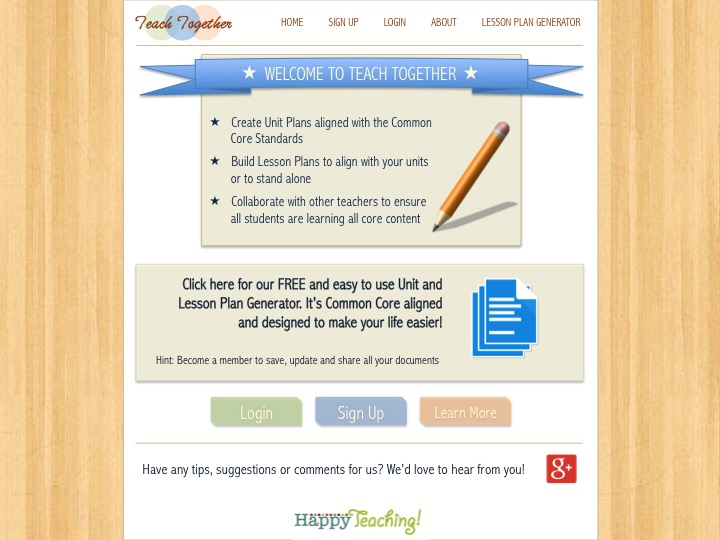 Teach Together
HOME SIGN UP LOGIN ABOUT LESSON PLAN GENERATOR
★ WELCOME TO TEACH TOGETHER ★
★ Create Unit Plans aligned with the Common
Core Standards
★ Build Lesson Plans to align with your units
or to stand alone
★ Collaborate with other teachers to ensure
all students are learning all core content
Click here for our FREE and easy to use Unit and
Lesson Plan Generator. It's Common Core aligned
and designed to make your life easier!
Hint: Become a member to save, update and share all your documents
Login Sign Up Learn More
Have any tips, suggestions or comments for us? We'd love to hear from you! g+
Happy Teaching!